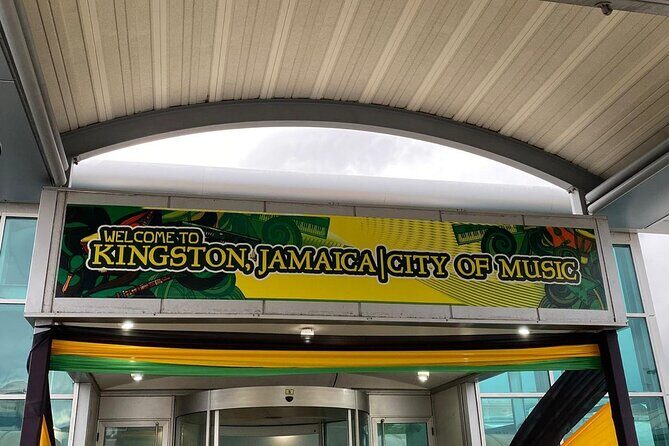 WELCOME TO
KINGSTON, JAMAICA|CITY OF MUSIC